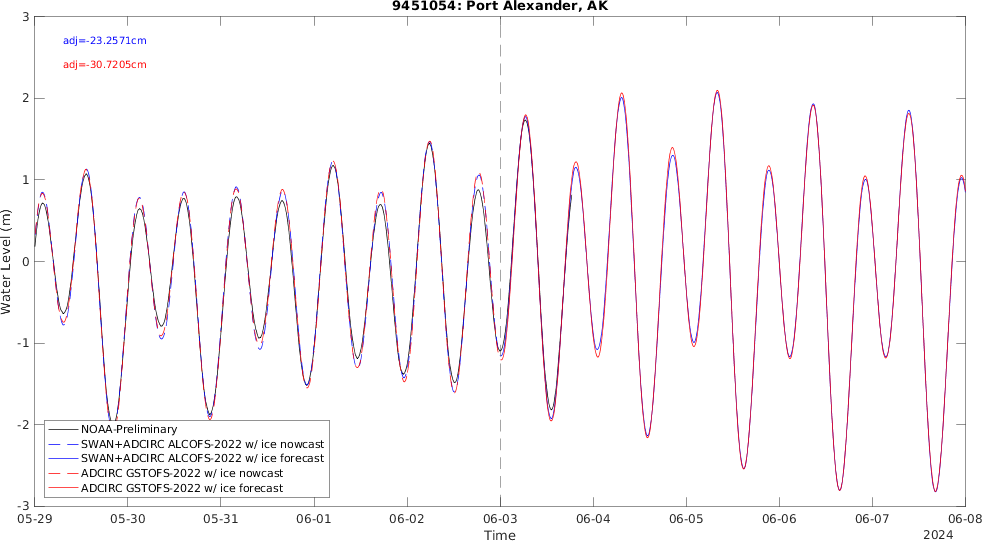 9451054: Port Alexander, AK
adj=-23.2571cm
adj=-30.7205cm
Water Level (m)
3
2
1
0
-1
-2
-3
NOAA-Preliminary
SWAN+ADCIRC ALCOFS-2022 w/ ice nowcast
SWAN+ADCIRC ALCOFS-2022 w/ ice forecast
ADCIRC GSTOFS-2022 w/ ice nowcast
ADCIRC GSTOFS-2022 w/ ice forecast
05-29 05-30 05-31 06-01 06-02 06-03 06-04 06-05 06-06 06-07 06-08
Time
2024